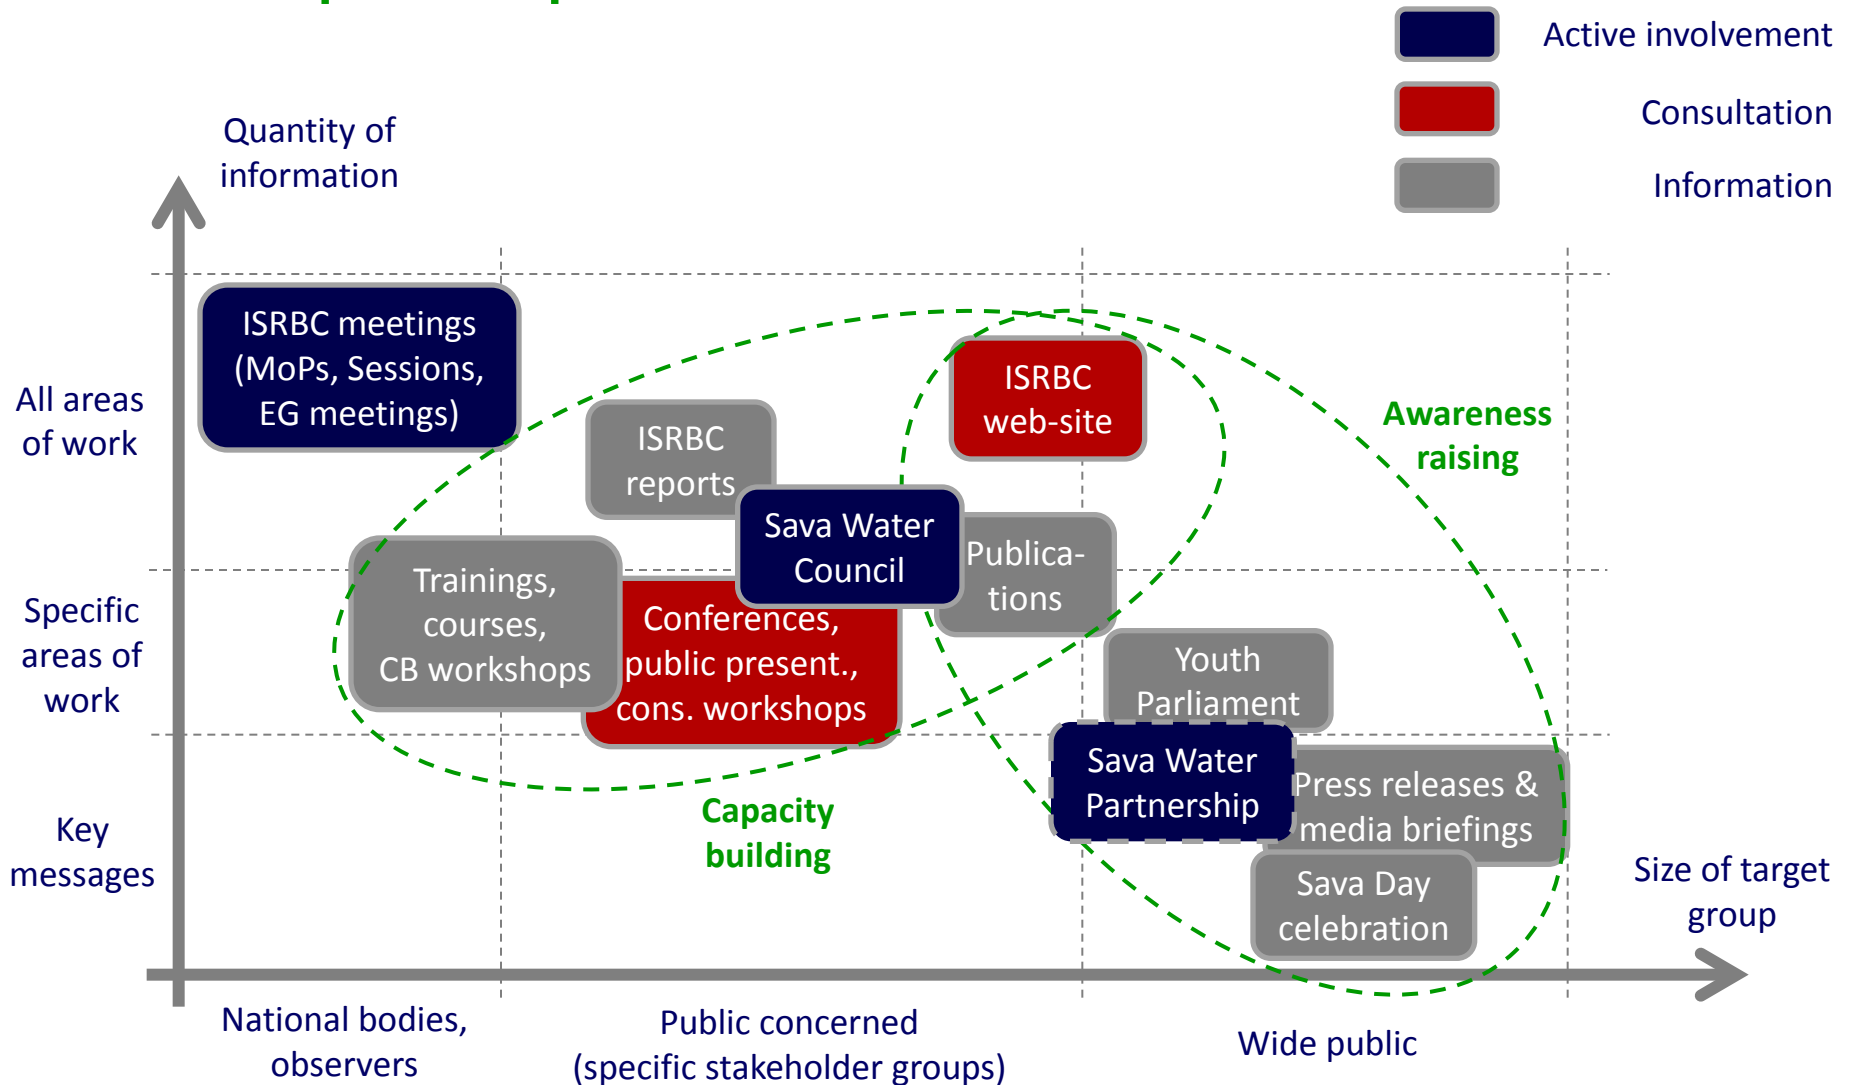 Active involvement
Consultation
Information
Quantity of
information
ISRBC meetings
(MoPs, Sessions,
EG meetings)
All areas
of work
ISRBC
reports
ISRBC
web-site
Awareness
raising
Sava Water
Council
Publica-
tions
Trainings,
courses,
CB workshops
Conferences,
public present.,
cons. workshops
Specific
areas of
work
Youth
Parliament
Sava Water
Partnership
Press releases &
media briefings
Capacity
building
Key
messages
Sava Day
celebration
Size of target
group
National bodies,
observers
Public concerned
(specific stakeholder groups)
Wide public